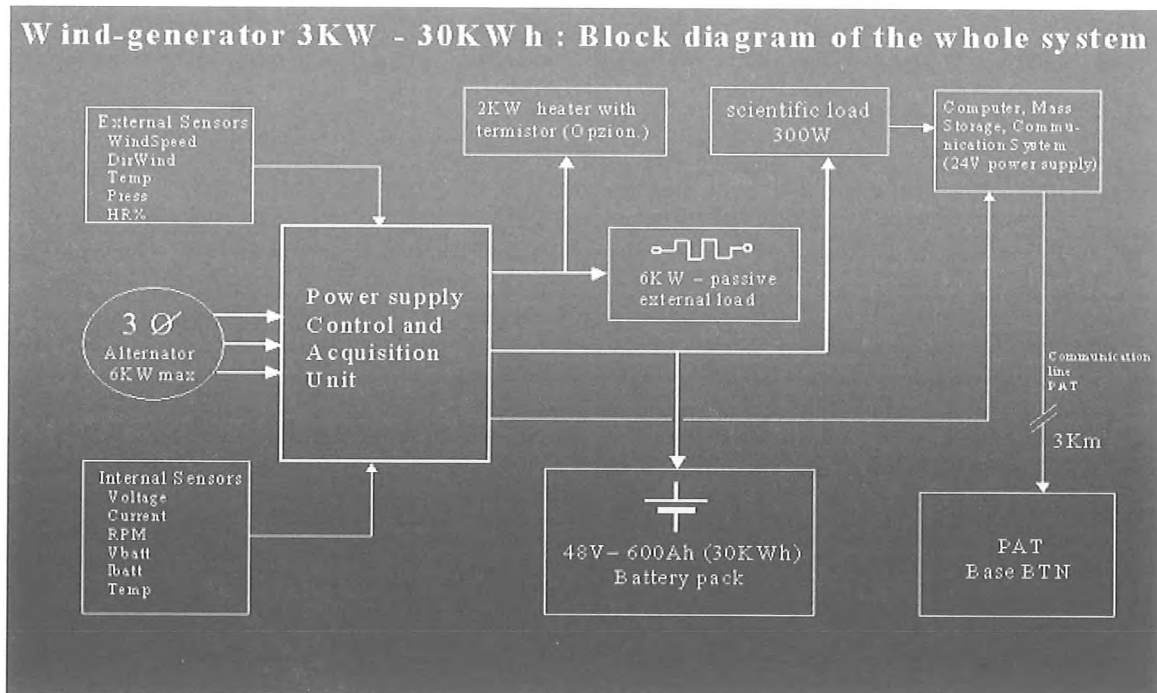 Wind-generator 3KW - 30KWh : Block diagram of the whole system
External Sensors
WindSpeed
DirWind
Temp
Press
HR%
2KW heater with
termistor (Opzion.)
scientific load
300W
Computer, Mass
Storage, Commu-
nication System
(24V power supply)
6KW – passive
external load
Power supply
Control and
Acquisition
Unit
3 Ø
Alternator
6KW max
Communication
line
PAT
3Km
Internal Sensors
Voltage
Current
RPM
Vbatt
Ibatt
Temp
48V – 600Ah (30KWh)
Battery pack
PAT
Base BTN